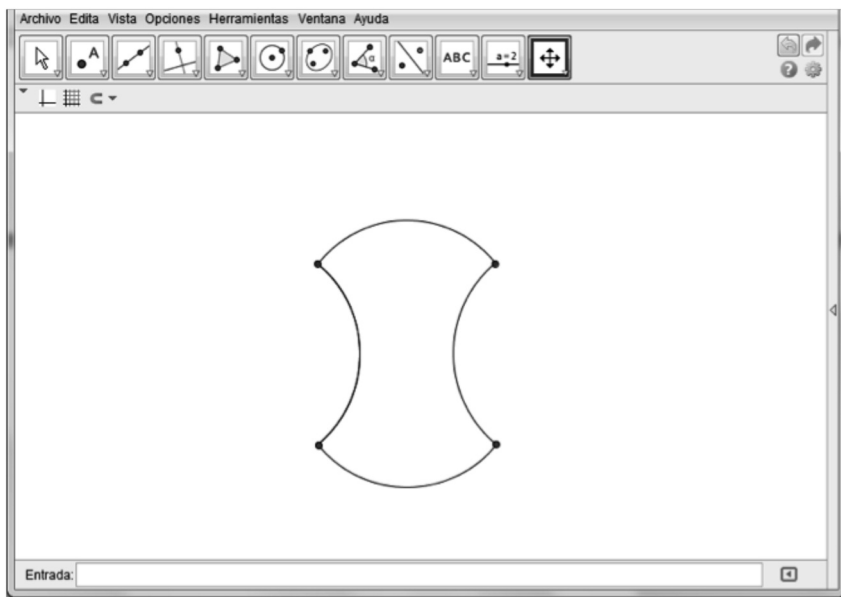 Archivo Edita Vista Opciones Herramientas Ventana Ayuda
A α ABC a=2
Entrada: